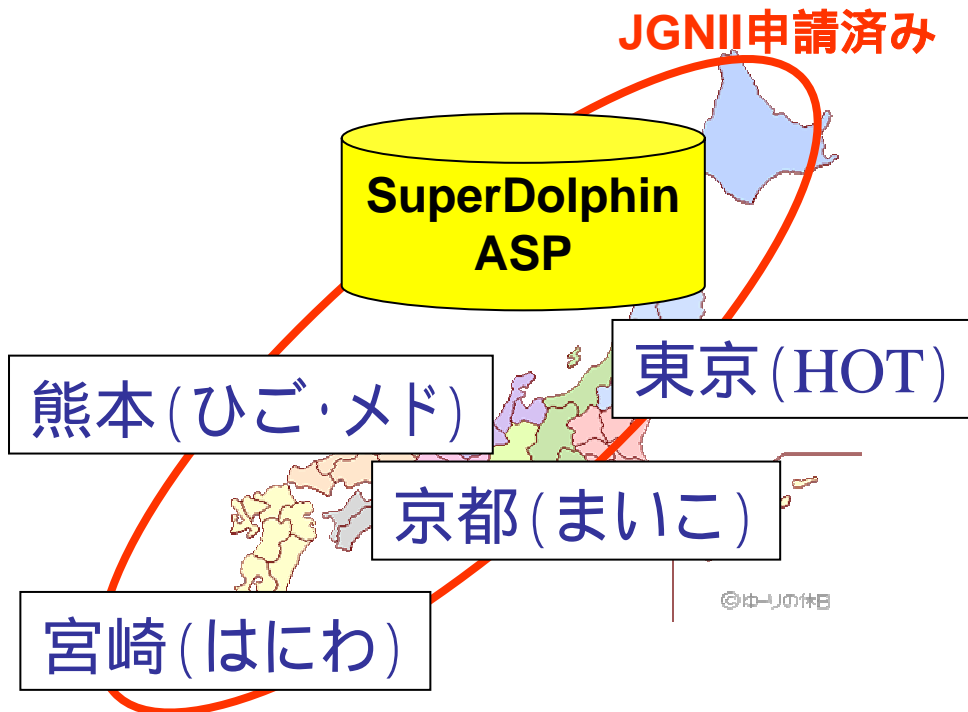 JGNII申請済み
SuperDolphin
ASP
東京(HOT)
熊本(ひご・メド)
京都(まいこ)
宮崎(はにわ)
©ゆーりの休日